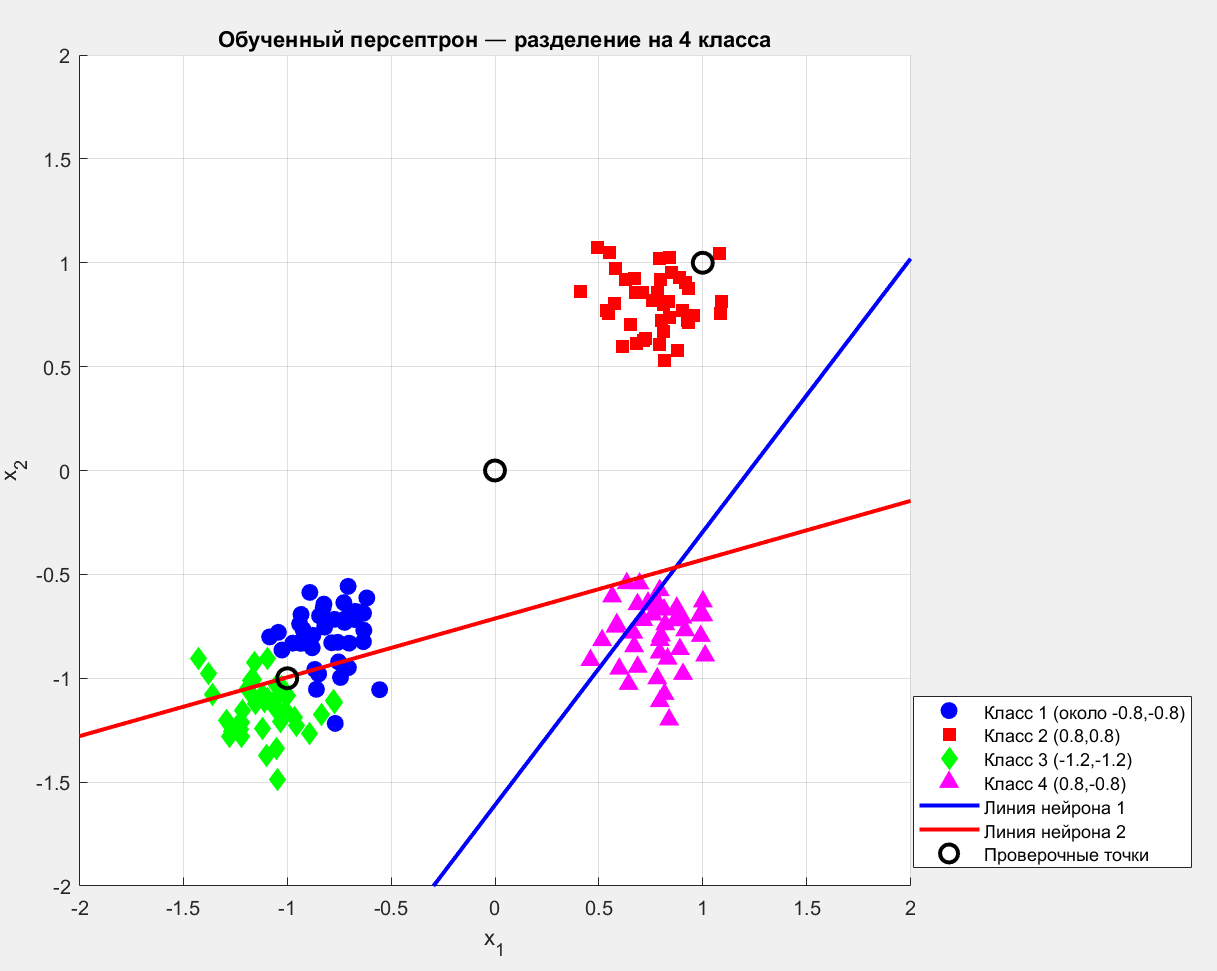 Обученный персептрон — разделение на 4 класса
2
1.5
1
0.5
0
-0.5
-1
-1.5
-2
x2
-2 -1.5 -1 -0.5 0 0.5 1 1.5 2
x1
Класс 1 (около -0.8,-0.8)
Класс 2 (0.8,0.8)
Класс 3 (-1.2,-1.2)
Класс 4 (0.8,-0.8)
Линия нейрона 1
Линия нейрона 2
Проверочные точки